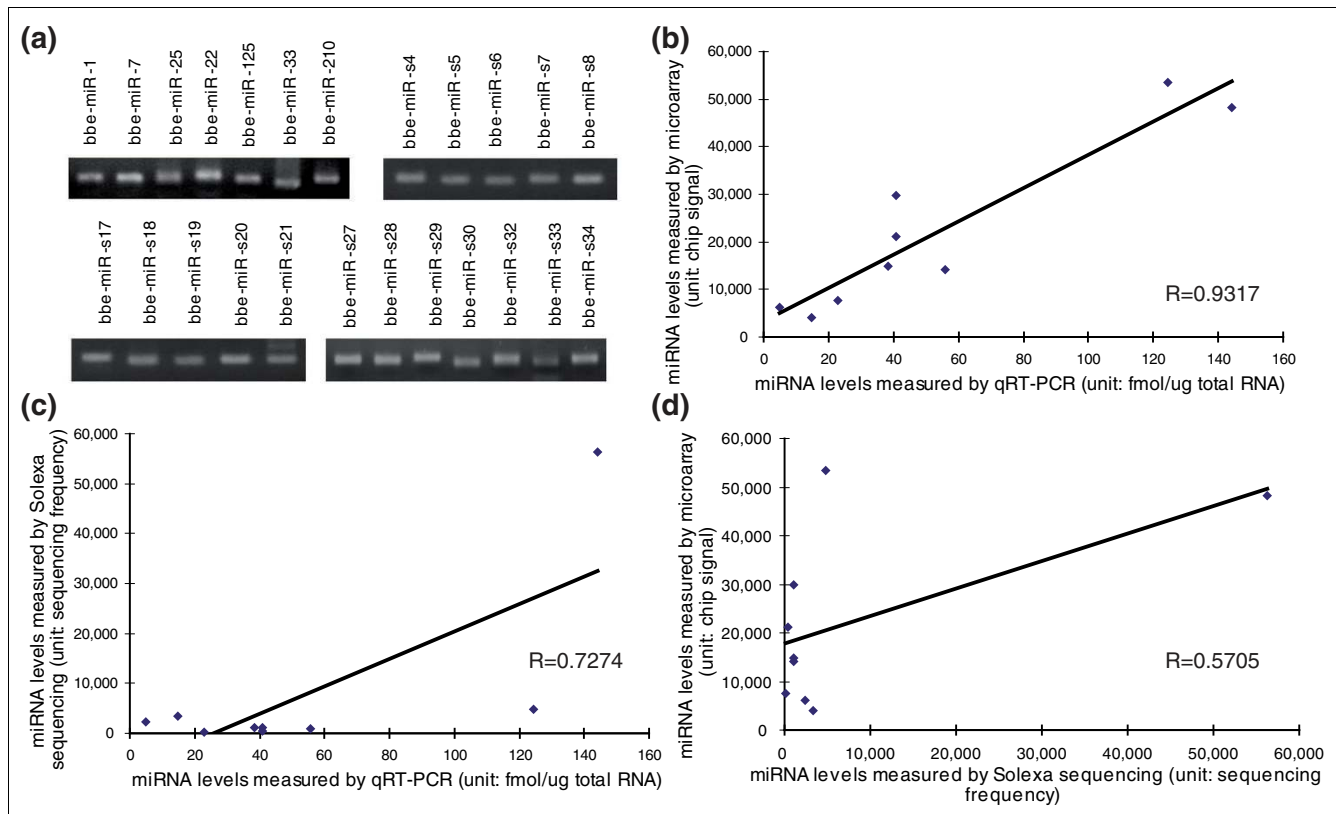 (a)
bbe-miR-1
bbe-miR-7
bbe-miR-25
bbe-miR-22
bbe-miR-125
bbe-miR-33
bbe-miR-210
bbe-miR-s4
bbe-miR-s5
bbe-miR-s6
bbe-miR-s7
bbe-miR-s8
bbe-miR-s17
bbe-miR-s18
bbe-miR-s19
bbe-miR-s20
bbe-miR-s21
bbe-miR-s27
bbe-miR-s28
bbe-miR-s29
bbe-miR-s30
bbe-miR-s32
bbe-miR-s33
bbe-miR-s34
(b)
miRNA levels measured by microarray
(unit: chip signal)
60,000
50,000
40,000
30,000
20,000
10,000
0
R=0.9317
0 20 40 60 80 100 120 140 160
miRNA levels measured by qRT-PCR (unit: fmol/ug total RNA)
(c)
miRNA levels measured by Solexa
sequencing (unit: sequencing frequency)
60,000
50,000
40,000
30,000
20,000
10,000
0
R=0.7274
0 20 40 60 80 100 120 140 160
miRNA levels measured by qRT-PCR (unit: fmol/ug total RNA)
(d)
miRNA levels measured by microarray
(unit: chip signal)
60,000
50,000
40,000
30,000
20,000
10,000
0
R=0.5705
0 10,000 20,000 30,000 40,000 50,000 60,000
miRNA levels measured by Solexa sequencing (unit: sequencing
frequency)